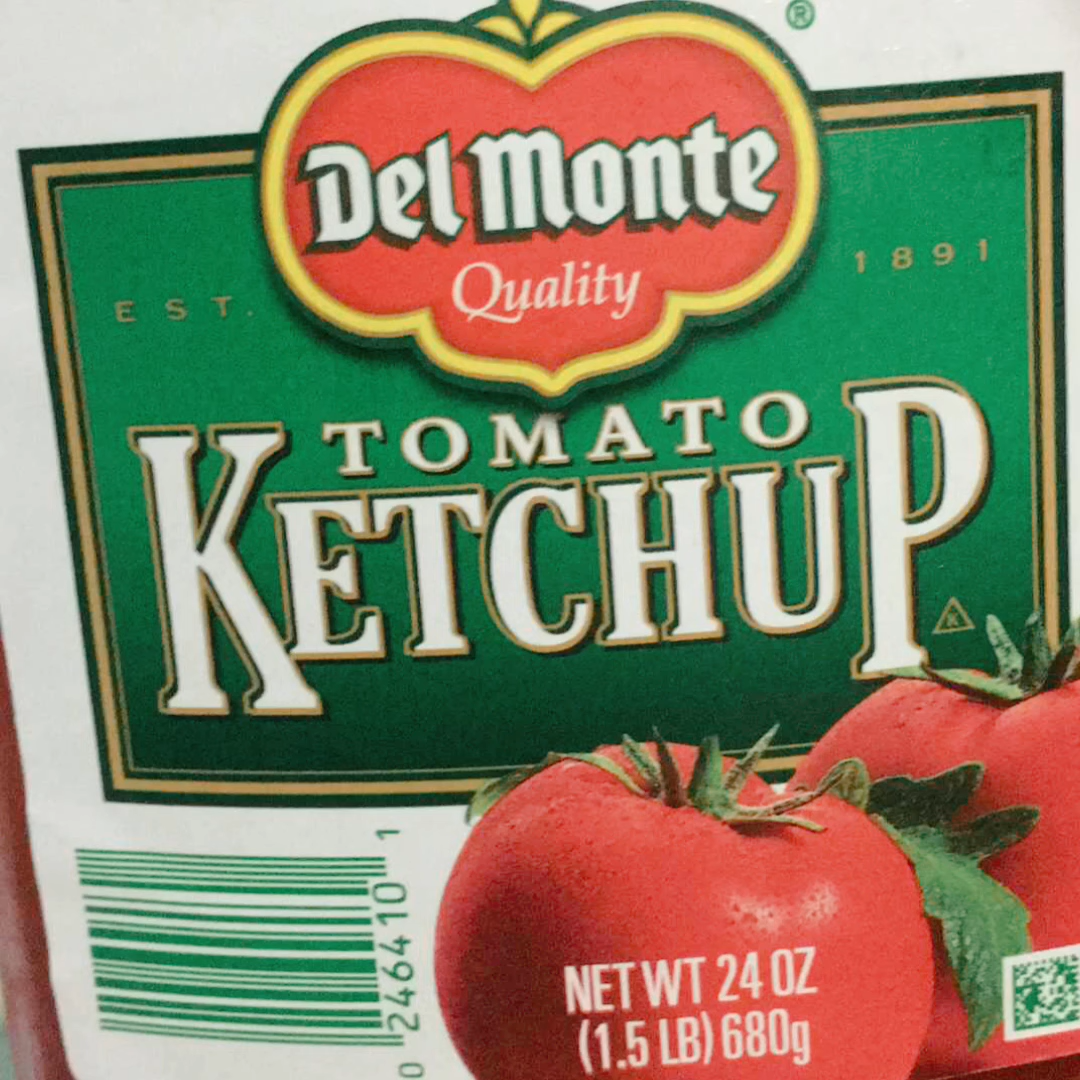 ®
Del Monte
Quality
EST. 1891
TOMATO
KETCHUP
K
NET WT 24 OZ
(1.5 LB) 680g
0 24641 0 1